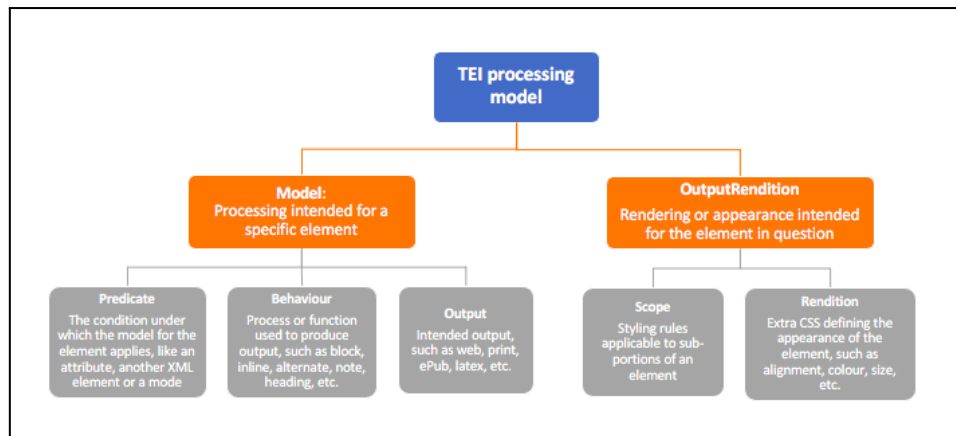 TEI processing
model
Model:
Processing intended for a
specific element
OutputRendition
Rendering or appearance intended
for the element in question
Predicate
The condition under
which the model for the
element applies, like an
attribute, another XML
element or a mode
Behaviour
Process or function
used to produce
output, such as block,
inline, alternate, note,
heading, etc.
Output
Intended output,
such as web, print,
ePub, latex, etc.
Scope
Styling rules
applicable to sub-
portions of an
element
Rendition
Extra CSS defining the
appearance of the
element, such as
alignment, colour, size,
etc.